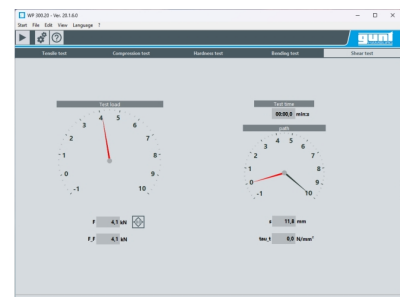 WP 300.20 - Ver. 20.1.6.0
Start File Edit View Language ?
gunt
Tensile test Compression test Hardness test Bending test Shear test
Test load
-1 0 1 2 3 4 5 6 7 8 9 10
F 4,1 kN
F_F 4,1 kN
Test time
00:00,0 min:s
path
-1 0 1 2 3 4 5 6 7 8 9 10
s 11,8 mm
tau_t 0,0 N/mm²